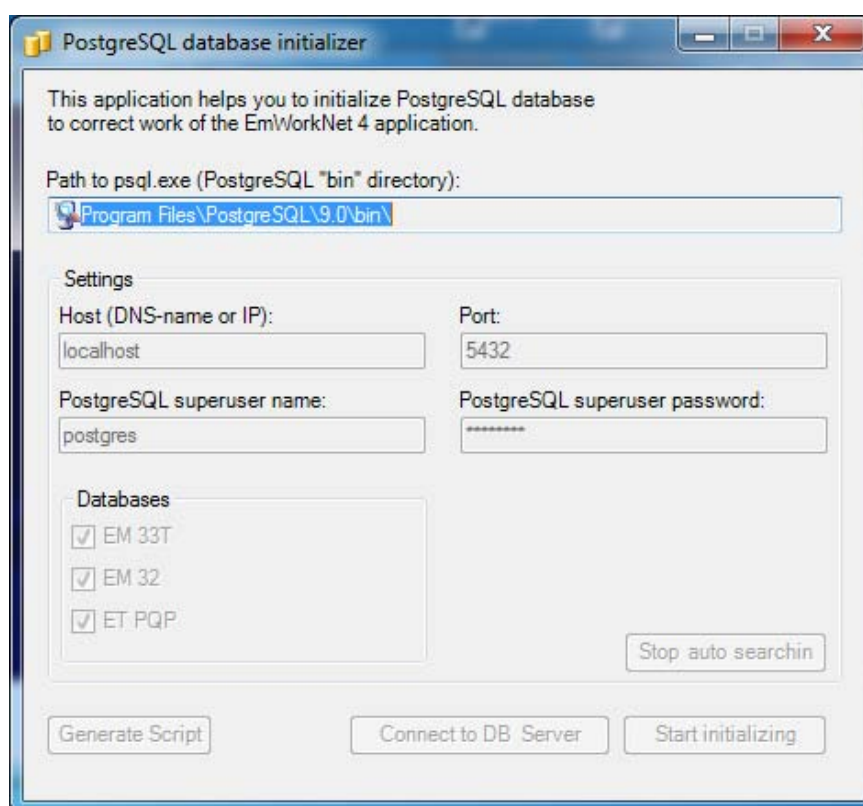 PostgreSQL database initializer
This application helps you to initialize PostgreSQL database
to correct work of the EmWorkNet 4 application.
Path to psql.exe (PostgreSQL "bin" directory):
Program Files\PostgreSQL\9.0\bin\
Settings
Host (DNS-name or IP):
Port:
localhost
5432
PostgreSQL superuser name:
PostgreSQL superuser password:
postgres
********
Databases
EM 33T
EM 32
ET PQP
Stop auto searchin
Generate Script
Connect to DB Server
Start initializing